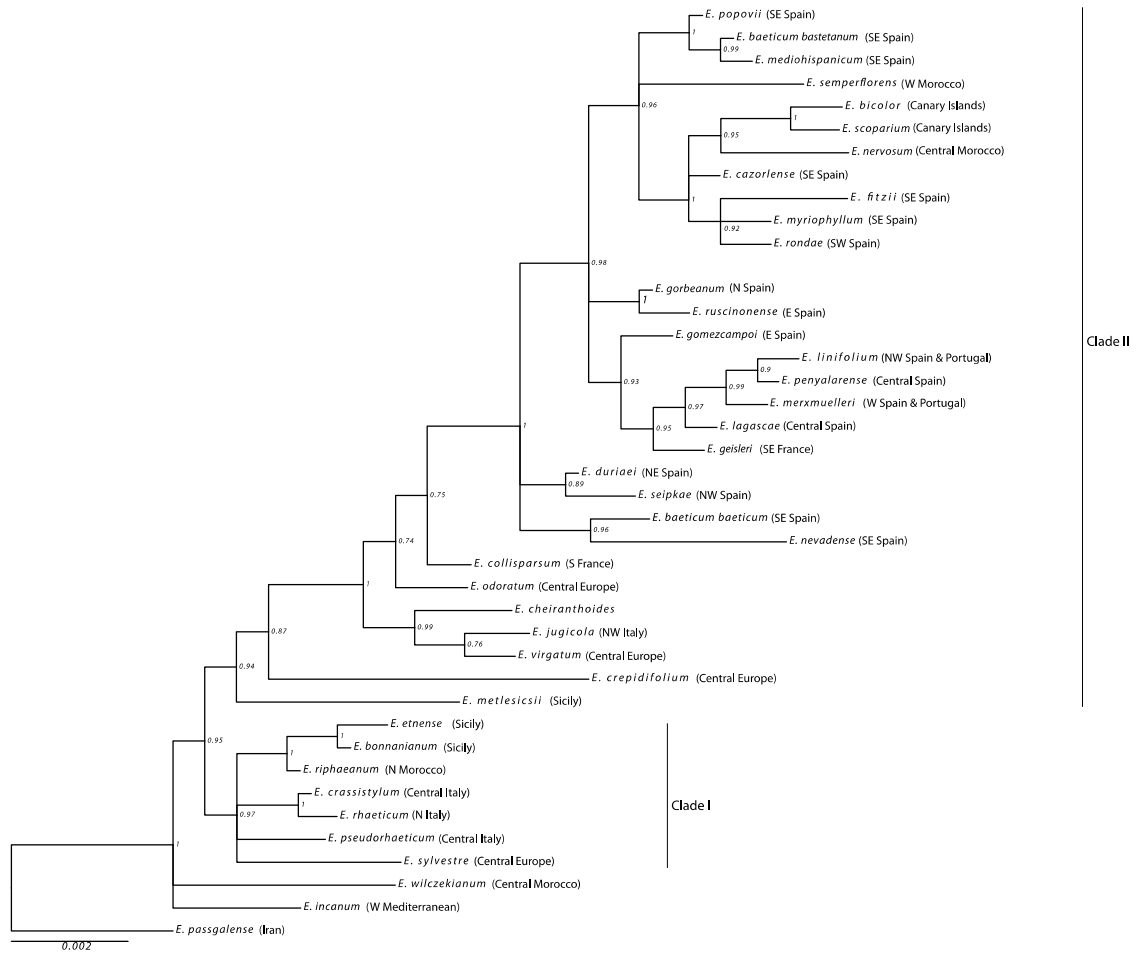 E. popovii (SE Spain)
1
E. baeticum bastetanum (SE Spain)
0.99
E. mediohispanicum (SE Spain)
E. semperflorens (W Morocco)
0.96
E. bicolor (Canary Islands)
1
E. scoparium (Canary Islands)
0.95
E. nervosum (Central Morocco)
E. cazorlense (SE Spain)
1
E. fitzii (SE Spain)
E. myriophyllum (SE Spain)
0.92
E. rondae (SW Spain)
0.98
E. gorbeanum (N Spain)
1
E. ruscinonense (E Spain)
E. gomezcampoi (E Spain)
Clade II
E. linifolium (NW Spain & Portugal)
0.9
E. penyalarense (Central Spain)
0.93
0.99
E. merxmuelleri (W Spain & Portugal)
0.97
E. lagascae (Central Spain)
1
0.95
E. geisleri (SE France)
E. duriaei (NE Spain)
0.89
E. seipkae (NW Spain)
0.75
E. baeticum baeticum (SE Spain)
0.96
E. nevadense (SE Spain)
0.74
E. collisparsum (S France)
1
E. odoratum (Central Europe)
E. cheiranthoides
0.99
E. jugicola (NW Italy)
0.87
0.76
E. virgatum (Central Europe)
0.94
E. crepidifolium (Central Europe)
E. metlesicsii (Sicily)
E. etnense (Sicily)
1
0.95
E. bonnanianum (Sicily)
1
E. riphaeanum (N Morocco)
E. crassistylum (Central Italy)
1
Clade I
0.97
E. rhaeticum (N Italy)
E. pseudorhaeticum (Central Italy)
1
E. sylvestre (Central Europe)
E. wilczekianum (Central Morocco)
E. incanum (W Mediterranean)
E. passgalense (Iran)
0.002